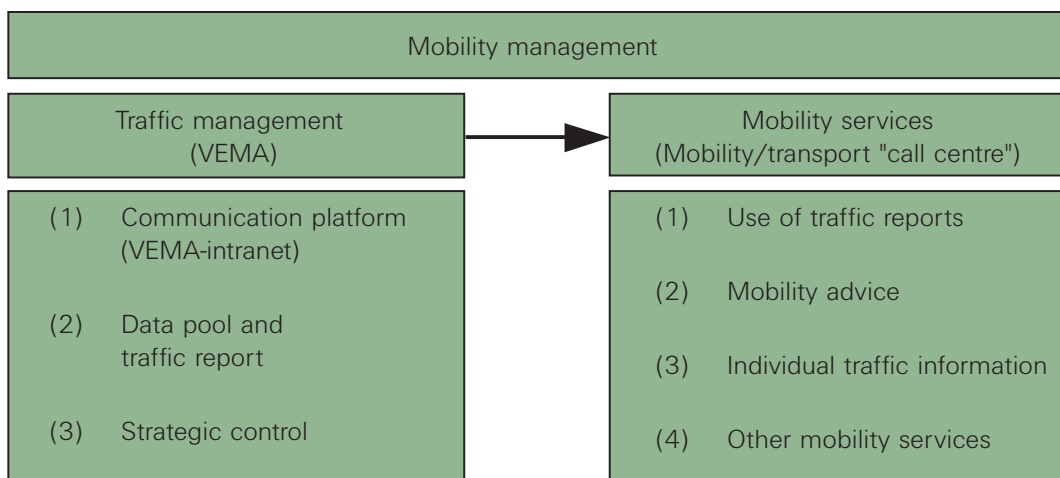 Mobility management
Traffic management
(VEMA)
Mobility services
(Mobility/transport "call centre")
(1) Communication platform
(VEMA-intranet)
(2) Data pool and
traffic report
(3) Strategic control
(1) Use of traffic reports
(2) Mobility advice
(3) Individual traffic information
(4) Other mobility services